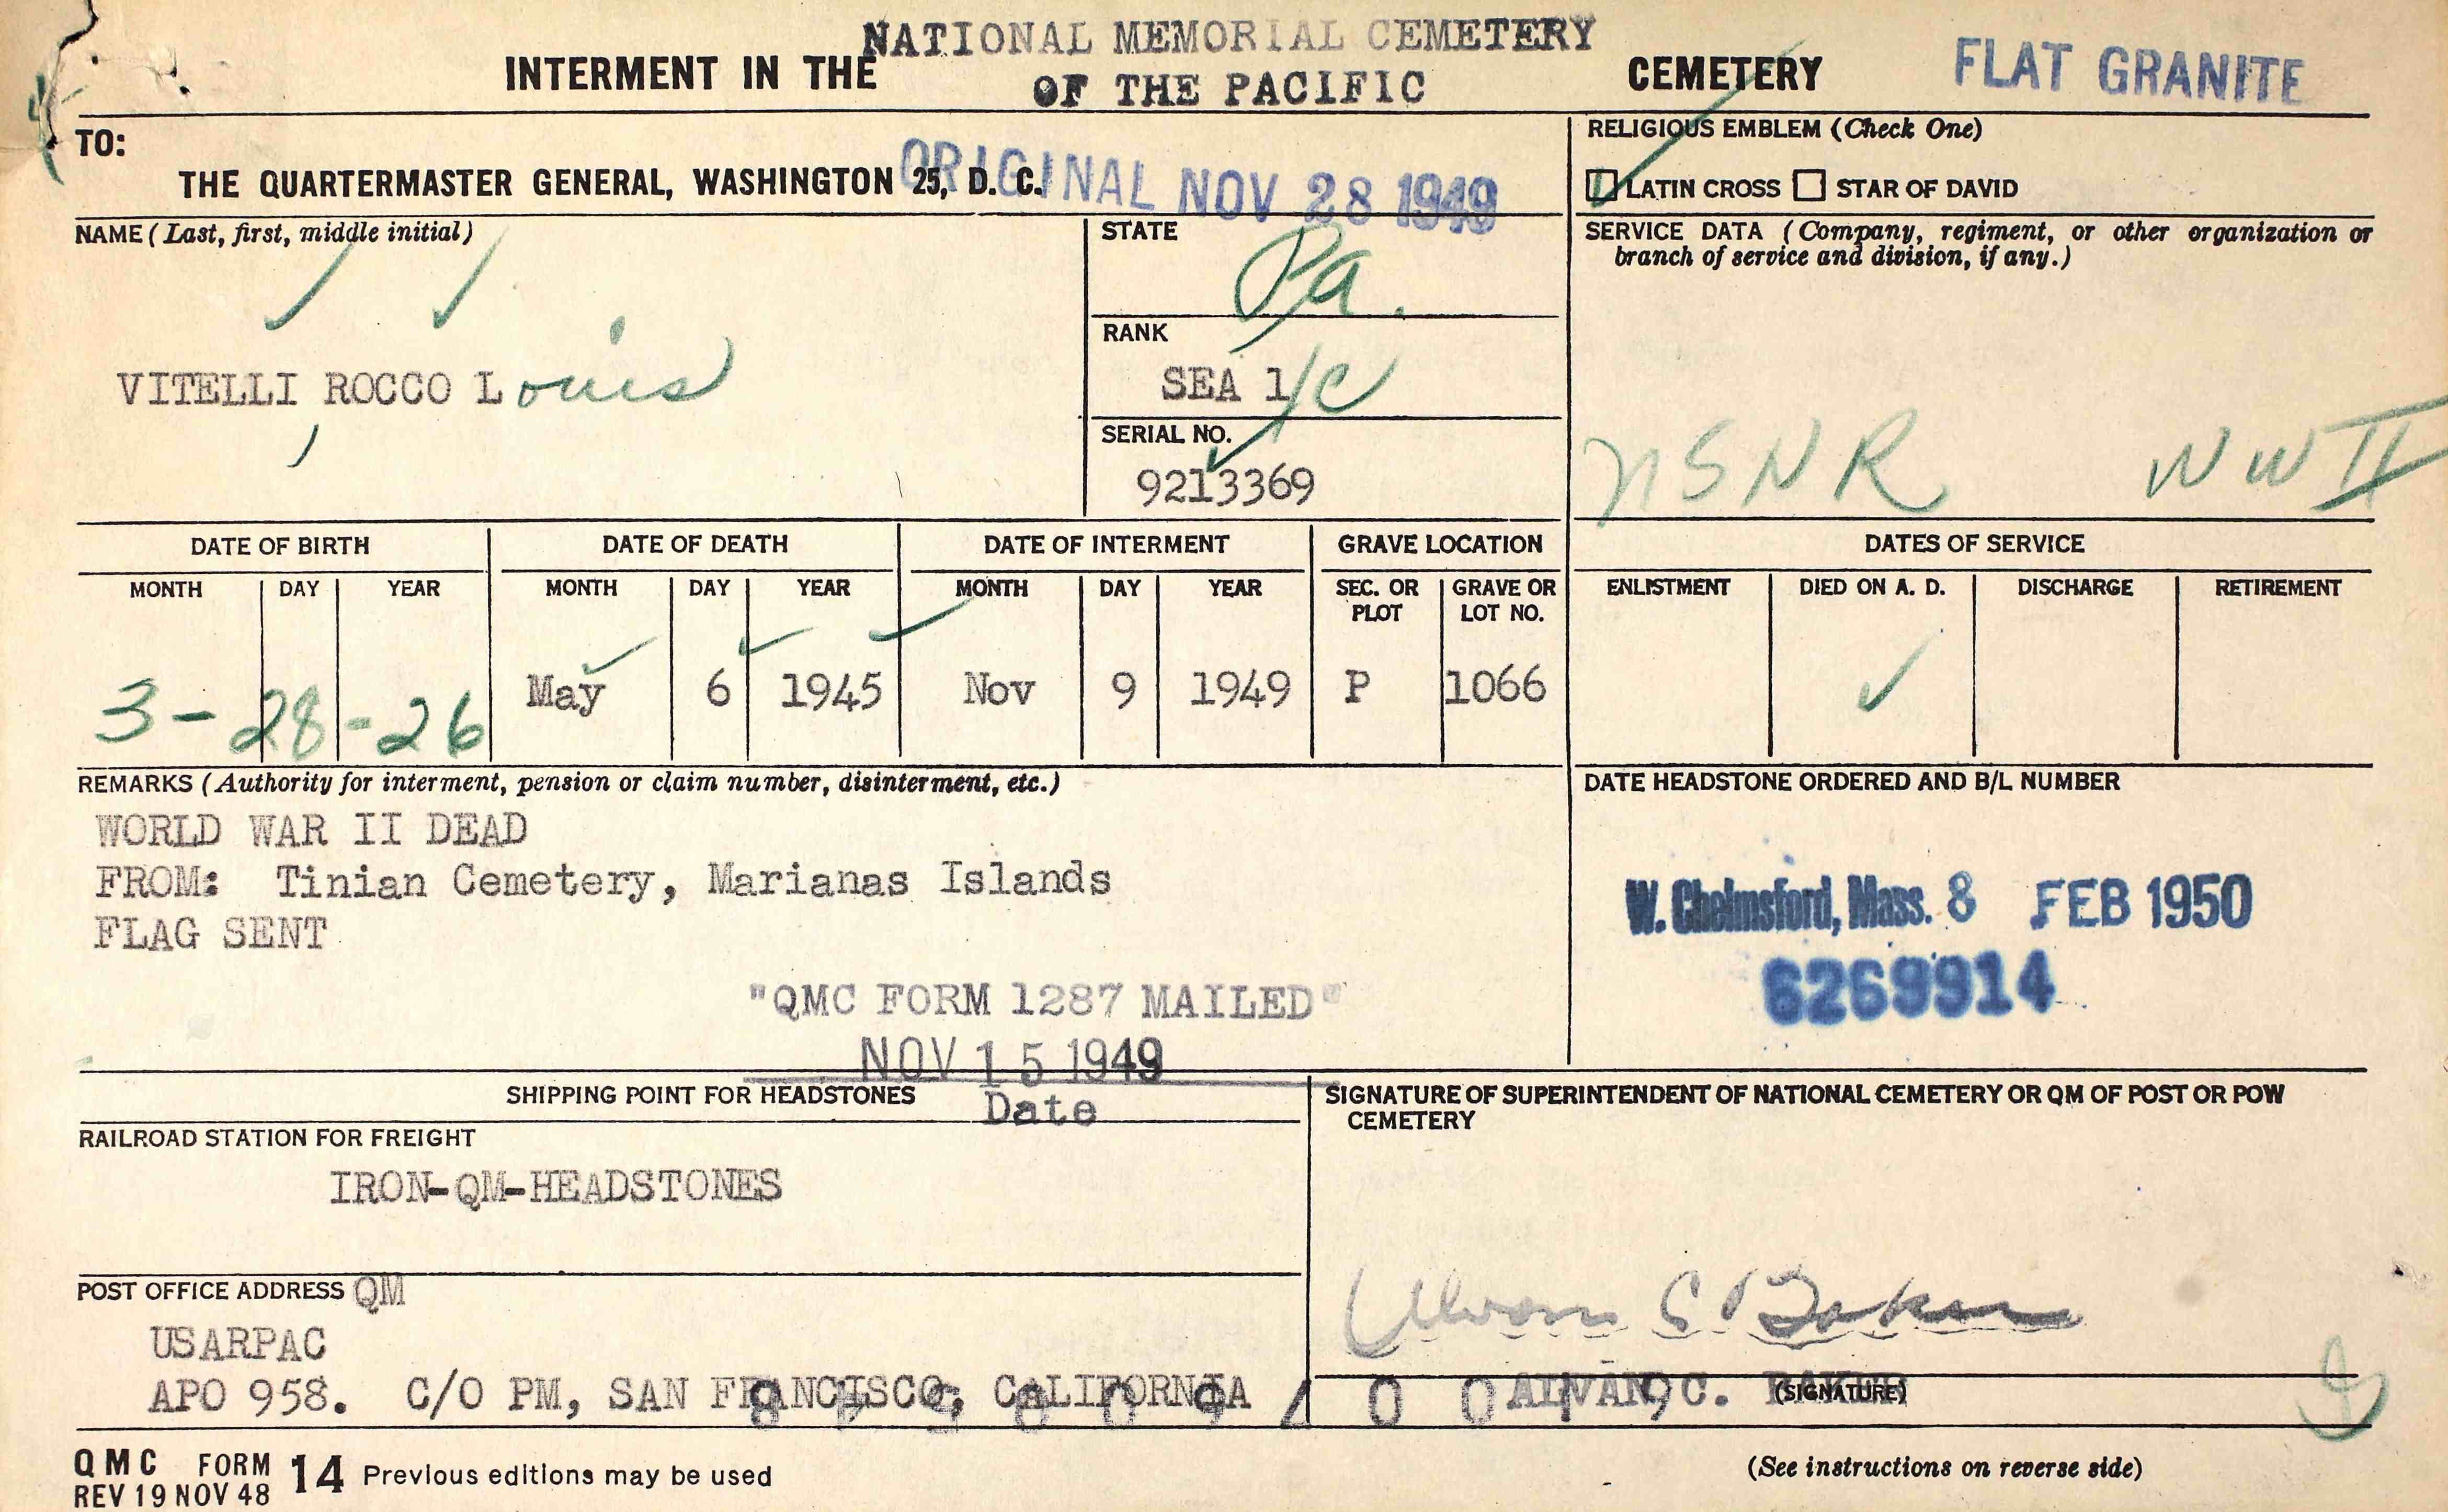 NATIONAL MEMORIAL CEMETERY
INTERMENT IN THE OF THE PACIFIC CEMETERY FLAT GRANITE
TO:
THE QUARTERMASTER GENERAL, WASHINGTON 25, D. C.
ORIGINAL NOV 28 1949
RELIGIOUS EMBLEM (Check One)
LATIN CROSS STAR OF DAVID
NAME (Last, first, middle initial)
VITELLI, ROCCO Louis
STATE
Pa.
RANK
SEA 1/C
SERIAL NO.
9213369
SERVICE DATA (Company, regiment, or other organization or
branch of service and division, if any.)
NSNR WW II
DATE OF BIRTH DATE OF DEATH DATE OF INTERMENT GRAVE LOCATION DATES OF SERVICE
MONTH DAY YEAR MONTH DAY YEAR MONTH DAY YEAR SEC. OR PLOT GRAVE OR LOT NO. ENLISTMENT DIED ON A. D. DISCHARGE RETIREMENT
3-28-26 May 6 1945 Nov 9 1949 P 1066
REMARKS (Authority for interment, pension or claim number, disinterment, etc.)
WORLD WAR II DEAD
FROM: Tinian Cemetery, Marianas Islands
FLAG SENT
"QMC FORM 1287 MAILED"
NOV 15 1949
Date
DATE HEADSTONE ORDERED AND B/L NUMBER
W. Chelmsford, Mass. 8 FEB 1950
6269914
SHIPPING POINT FOR HEADSTONES
RAILROAD STATION FOR FREIGHT
IRON-QM-HEADSTONES
POST OFFICE ADDRESS QM
USARPAC
APO 958. C/O PM, SAN FRANCISCO, CALIFORNIA
SIGNATURE OF SUPERINTENDENT OF NATIONAL CEMETERY OR QM OF POST OR POW
CEMETERY
Alvan C Baker
ALVAN C. BAKER
(SIGNATURE)
QMC FORM 14 Previous editions may be used
REV 19 NOV 48
(See instructions on reverse side)